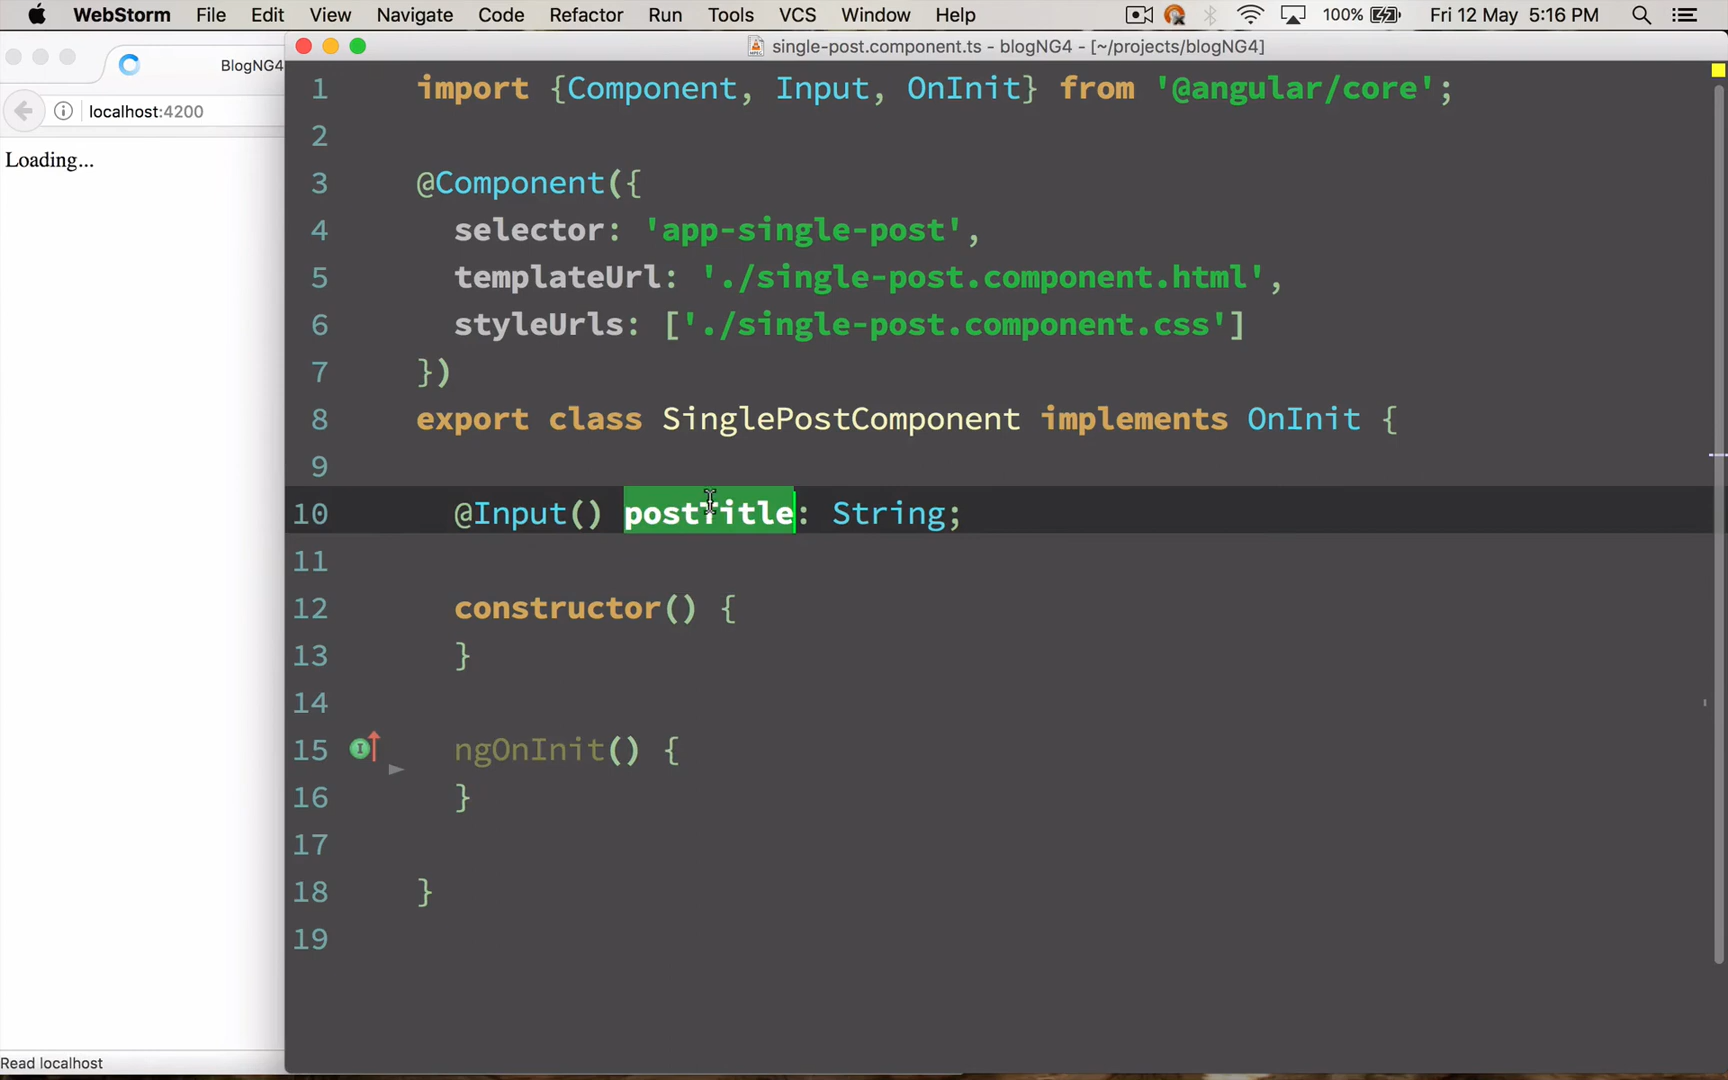 WebStorm File Edit View Navigate Code Refactor Run Tools VCS Window Help 100% Fri 12 May 5:16 PM
single-post.component.ts - blogNG4 - [~/projects/blogNG4]
BlogNG4
localhost:4200
Loading...
1 import {Component, Input, OnInit} from '@angular/core';
2
3 @Component({
4 selector: 'app-single-post',
5 templateUrl: './single-post.component.html',
6 styleUrls: ['./single-post.component.css']
7 })
8 export class SinglePostComponent implements OnInit {
9
10 @Input() postTitle: String;
11
12 constructor() {
13 }
14
15 ngOnInit() {
16 }
17
18 }
19
Read localhost